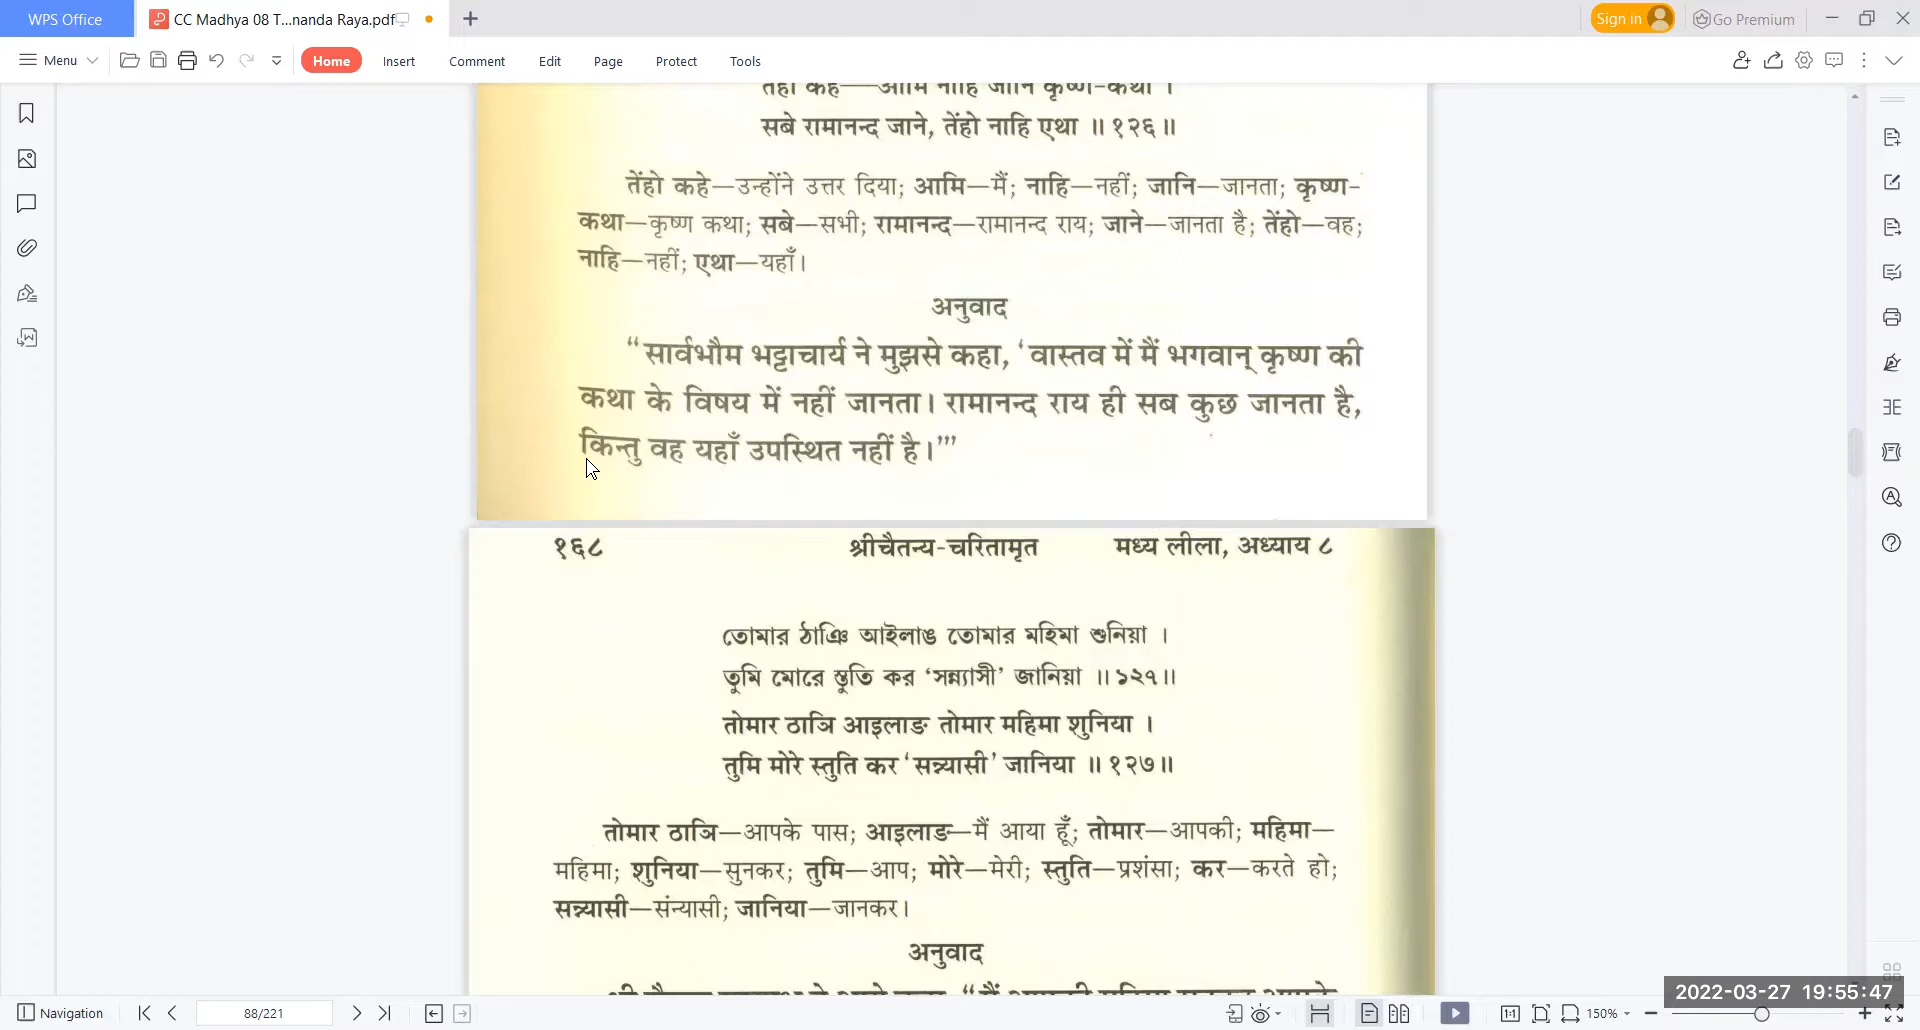 WPS Office
CC Madhya 08 T...nanda Raya.pdf
Sign in
Go Premium
Menu
Home
Insert
Comment
Edit
Page
Protect
Tools
तेंहो कहे—आमि नाहि जानि कृष्ण-कथा ।
सबे रामानन्द जाने, तेंहो नाहि एथा ॥१२६॥
तेंहो कहे—उन्होंने उत्तर दिया; आमि—मैं; नाहि—नहीं; जानि—जानता; कृष्ण-
कथा—कृष्ण कथा; सबे—सभी; रामानन्द—रामानन्द राय; जाने—जानता है; तेंहो—वह;
नाहि—नहीं; एथा—यहाँ।
अनुवाद
“सार्वभौम भट्टाचार्य ने मुझसे कहा, ‘वास्तव में मैं भगवान् कृष्ण की
कथा के विषय में नहीं जानता। रामानन्द राय ही सब कुछ जानता है,
किन्तु वह यहाँ उपस्थित नहीं है।’”
१६८ श्रीचैतन्य-चरितामृत मध्य लीला, अध्याय ८
তোমার ঠাঞি আইলাঙ তোমার মহিমা শুনিয়া ।
তুমি মোরে স্তুতি কর ‘সন্ন্যাসী’ জানিয়া ॥১২৭॥
तोमार ठाञि आइलाङ तोमार महिमा शुनिया ।
तुमि मोरे स्तुति कर ‘सन्न्यासी’ जानिया ॥१२७॥
तोमार ठाञि—आपके पास; आइलाङ—मैं आया हूँ; तोमार—आपकी; महिमा—
महिमा; शुनिया—सुनकर; तुमि—आप; मोरे—मेरी; स्तुति—प्रशंसा; कर—करते हो;
सन्न्यासी—संन्यासी; जानिया—जानकर।
अनुवाद
2022-03-27 19:55:47
Navigation
88/221
150%